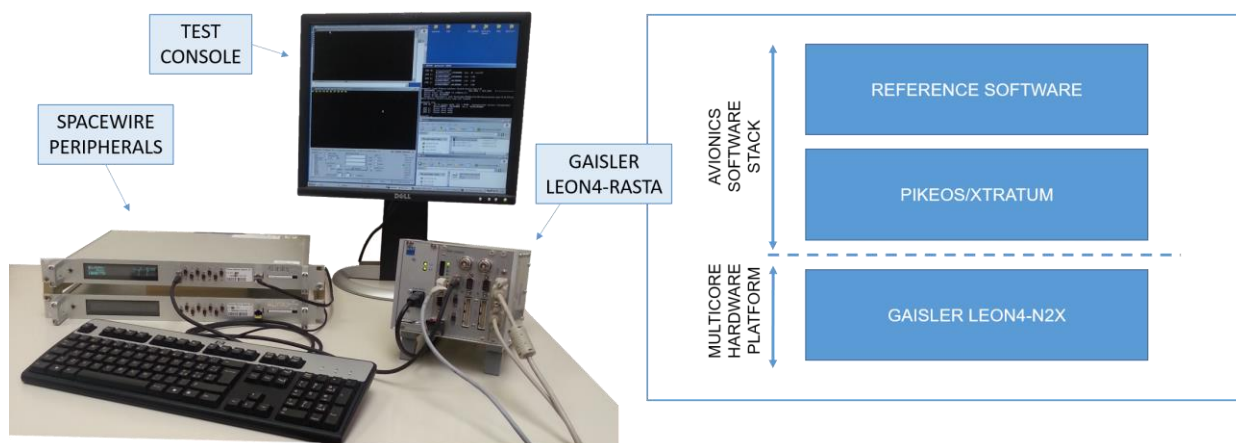 TEST
CONSOLE
SPACEWIRE
PERIPHERALS
GAISLER
LEON4-RASTA
DELL
AVIONICS
SOFTWARE
STACK
REFERENCE SOFTWARE
PIKEOS/XTRATUM
MULTICORE
HARDWARE
PLATFORM
GAISLER LEON4-N2X